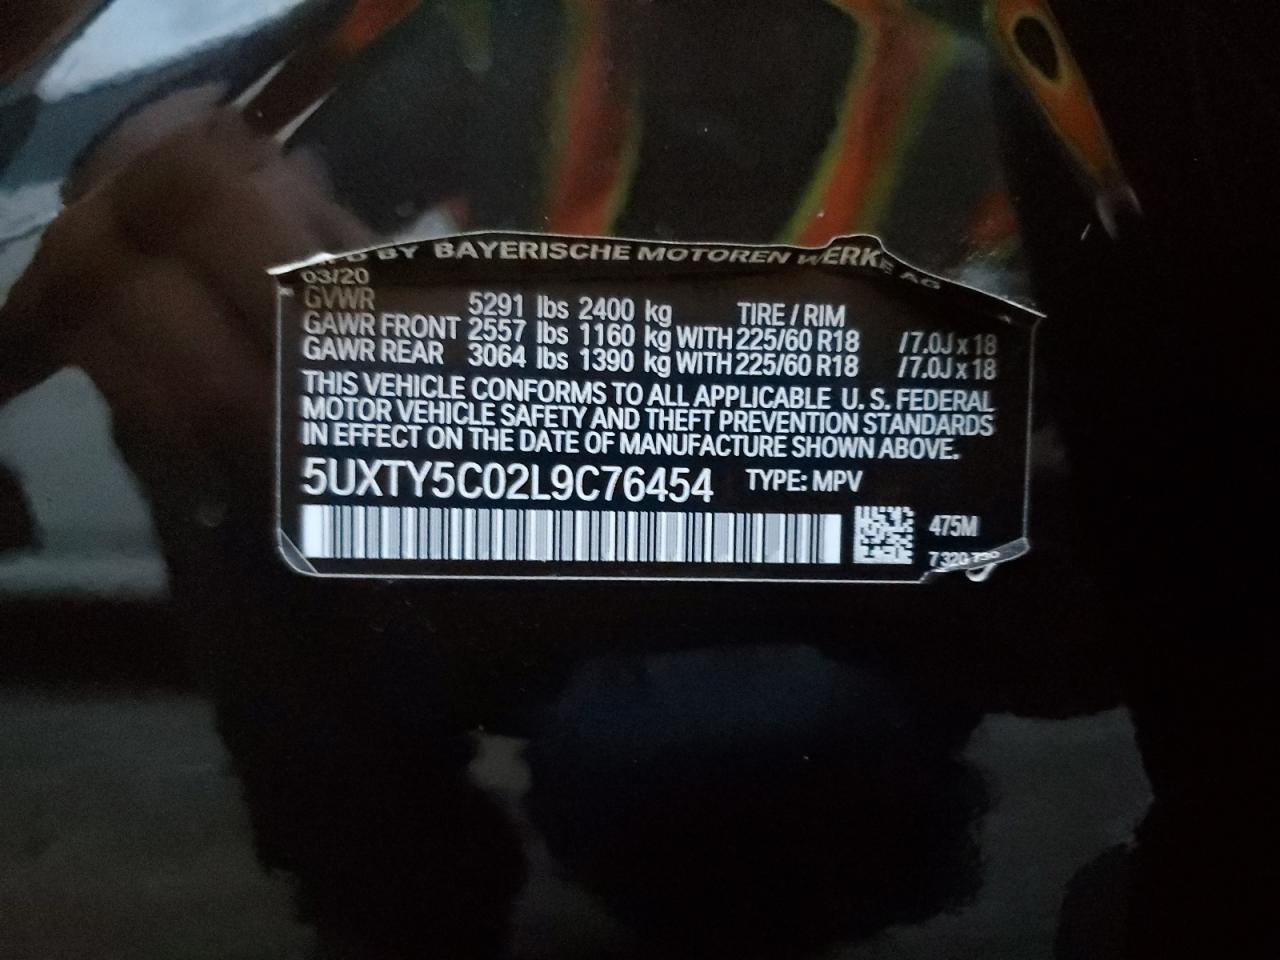 BY BAYERISCHE MOTOREN WERKE AG
03/20
GVWR 5291 lbs 2400 kg TIRE / RIM
GAWR FRONT 2557 lbs 1160 kg WITH 225/60 R18 /7.0J x 18
GAWR REAR 3064 lbs 1390 kg WITH 225/60 R18 /7.0J x 18
THIS VEHICLE CONFORMS TO ALL APPLICABLE U. S. FEDERAL
MOTOR VEHICLE SAFETY AND THEFT PREVENTION STANDARDS
IN EFFECT ON THE DATE OF MANUFACTURE SHOWN ABOVE.
5UXTY5C02L9C76454 TYPE: MPV
475M
7 320